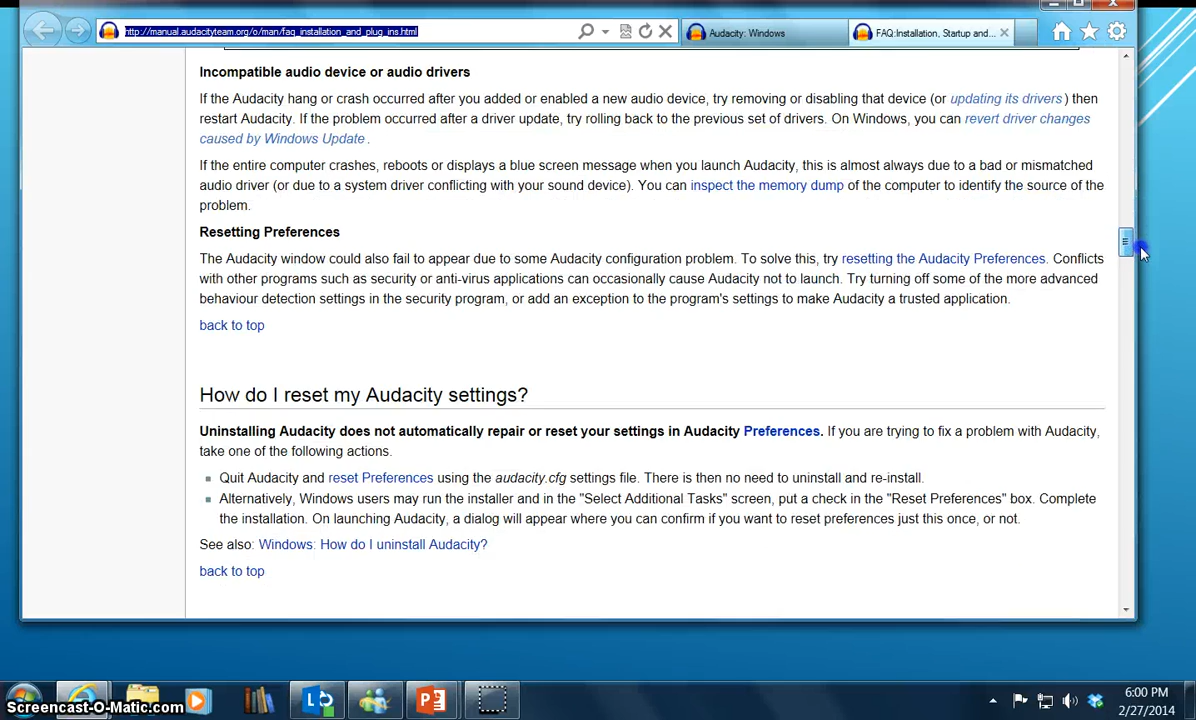 http://manual.audacityteam.org/o/man/faq_installation_and_plug_ins.html
Audacity: Windows
FAQ:Installation, Startup and...
Incompatible audio device or audio drivers
If the Audacity hang or crash occurred after you added or enabled a new audio device, try removing or disabling that device (or updating its drivers) then
restart Audacity. If the problem occurred after a driver update, try rolling back to the previous set of drivers. On Windows, you can revert driver changes
caused by Windows Update.
If the entire computer crashes, reboots or displays a blue screen message when you launch Audacity, this is almost always due to a bad or mismatched
audio driver (or due to a system driver conflicting with your sound device). You can inspect the memory dump of the computer to identify the source of the
problem.
Resetting Preferences
The Audacity window could also fail to appear due to some Audacity configuration problem. To solve this, try resetting the Audacity Preferences. Conflicts
with other programs such as security or anti-virus applications can occasionally cause Audacity not to launch. Try turning off some of the more advanced
behaviour detection settings in the security program, or add an exception to the program's settings to make Audacity a trusted application.
back to top
How do I reset my Audacity settings?
Uninstalling Audacity does not automatically repair or reset your settings in Audacity Preferences. If you are trying to fix a problem with Audacity,
take one of the following actions.
Quit Audacity and reset Preferences using the audacity.cfg settings file. There is then no need to uninstall and re-install.
Alternatively, Windows users may run the installer and in the "Select Additional Tasks" screen, put a check in the "Reset Preferences" box. Complete
the installation. On launching Audacity, a dialog will appear where you can confirm if you want to reset preferences just this once, or not.
See also: Windows: How do I uninstall Audacity?
back to top
6:00 PM
2/27/2014
Screencast-O-Matic.com